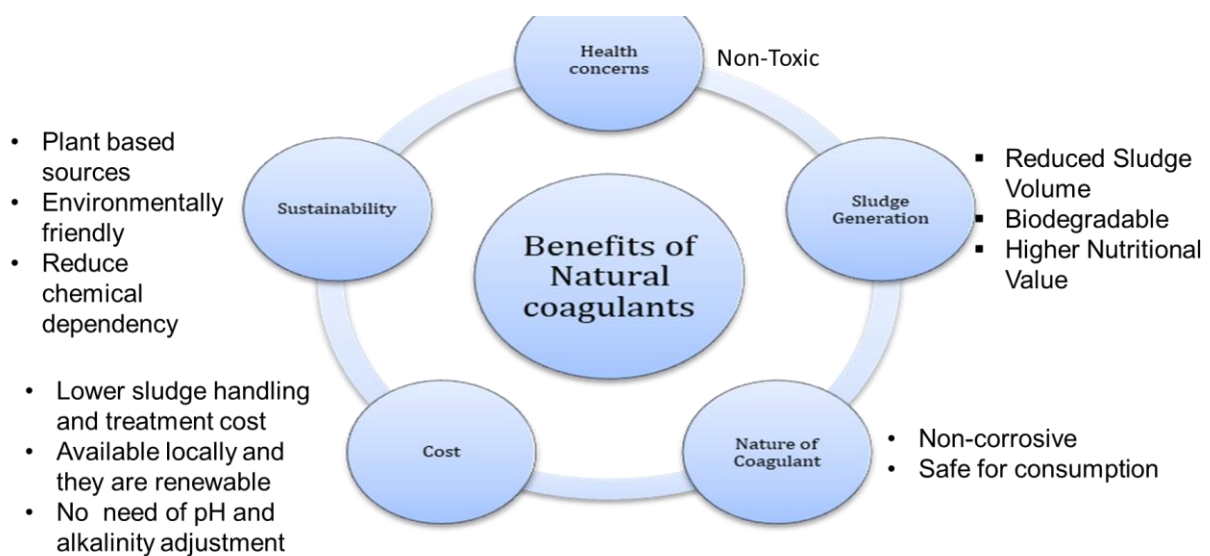 Health
concerns
Non-Toxic
Sludge
Generation
▪ Reduced Sludge
Volume
▪ Biodegradable
▪ Higher Nutritional
Value
Nature of
Coagulant
• Non-corrosive
• Safe for consumption
Cost
• Lower sludge handling
and treatment cost
• Available locally and
they are renewable
• No need of pH and
alkalinity adjustment
Sustainability
• Plant based
sources
• Environmentally
friendly
• Reduce
chemical
dependency
Benefits of
Natural
coagulants